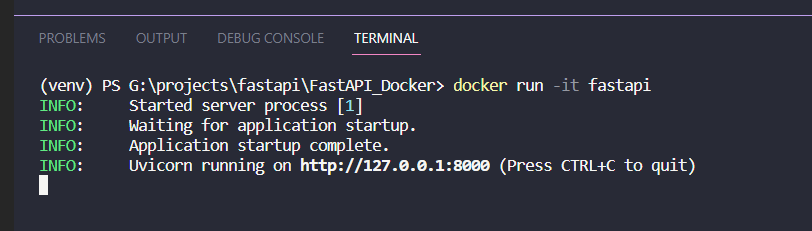 PROBLEMS OUTPUT DEBUG CONSOLE TERMINAL
(venv) PS G:\projects\fastapi\FastAPI_Docker> docker run -it fastapi
INFO: Started server process [1]
INFO: Waiting for application startup.
INFO: Application startup complete.
INFO: Uvicorn running on http://127.0.0.1:8000 (Press CTRL+C to quit)